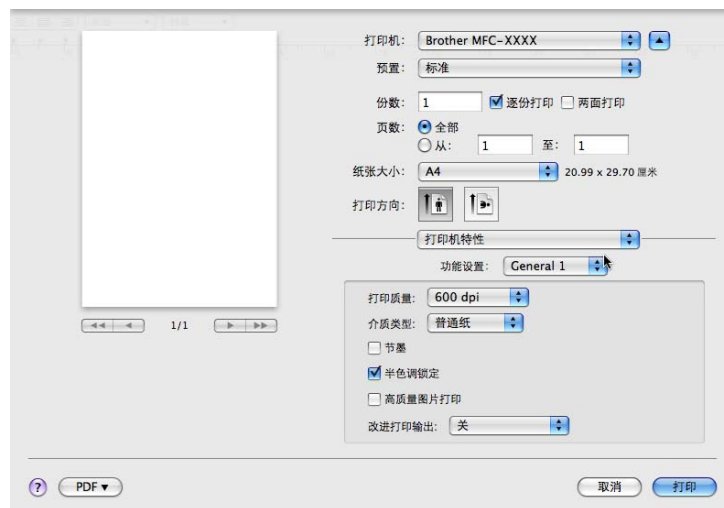 打印机: Brother MFC-XXXX
预置: 标准
份数: 1 逐份打印 两面打印
页数: 全部
从: 1 至: 1
纸张大小: A4 20.99 x 29.70 厘米
打印方向:
打印机特性
功能设置: General 1
打印质量: 600 dpi
介质类型: 普通纸
节墨
半色调锁定
高质量图片打印
改进打印输出: 关
1/1
? PDF▼ 取消 打印